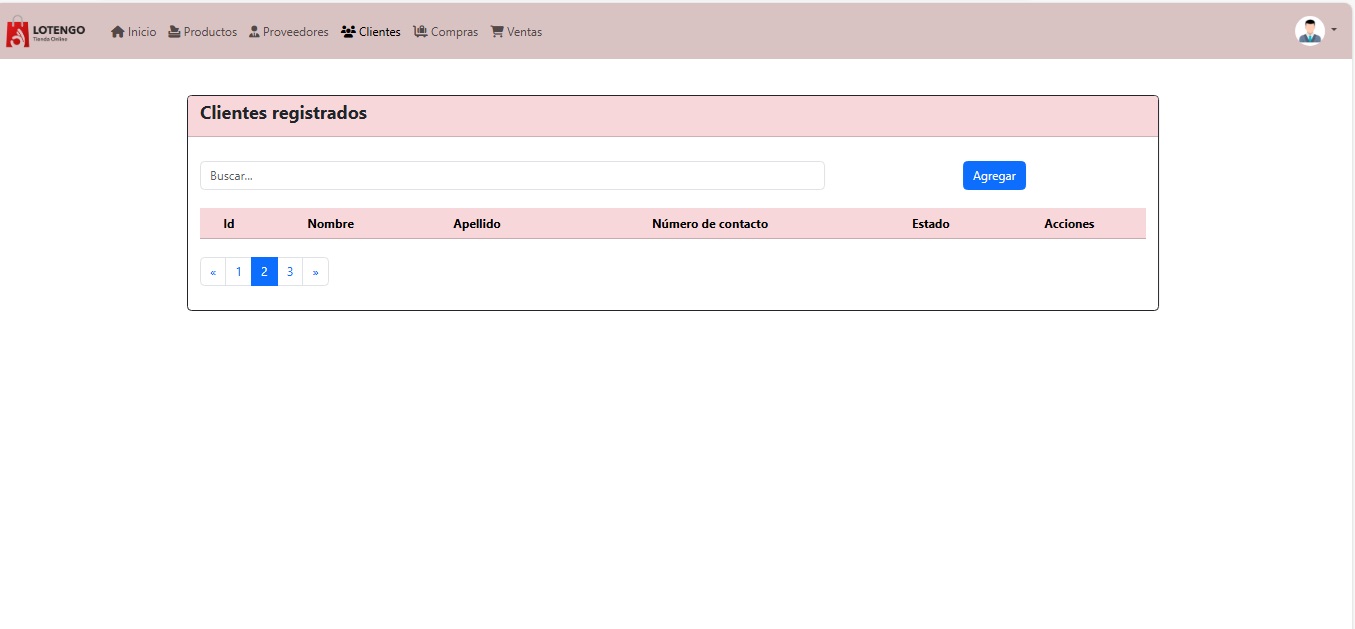 LOTENGO
Tienda Online
Inicio Productos Proveedores Clientes Compras Ventas
Clientes registrados
Buscar... Agregar
Id Nombre Apellido Número de contacto Estado Acciones
« 1 2 3 »